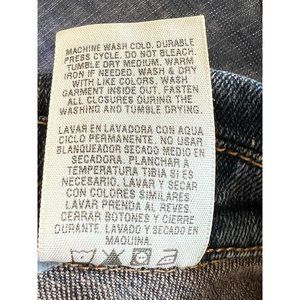 MACHINE WASH COLD. DURABLE
PRESS CYCLE. DO NOT BLEACH.
TUMBLE DRY MEDIUM. WARM
IRON IF NEEDED. WASH & DRY
WITH LIKE COLORS. WASH
GARMENT INSIDE OUT. FASTEN
ALL CLOSURES DURING THE
WASHING AND TUMBLE DRYING.
LAVAR EN LAVADORA CON AQUA
CICLO PERMANENTE. NO USAR
BLANQUEADOR SECADO MEDIO EN
SECADORA. PLANCHAR A
TEMPERATURA TIBIA SI ES
NECESARIO. LAVAR Y SECAR
CON COLORES SIMILARES.
LAVAR PRENDA AL REVES.
CERRAR BOTONES Y CIERRE
DURANTE. LAVADO Y SECADO EN
MAQUINA.